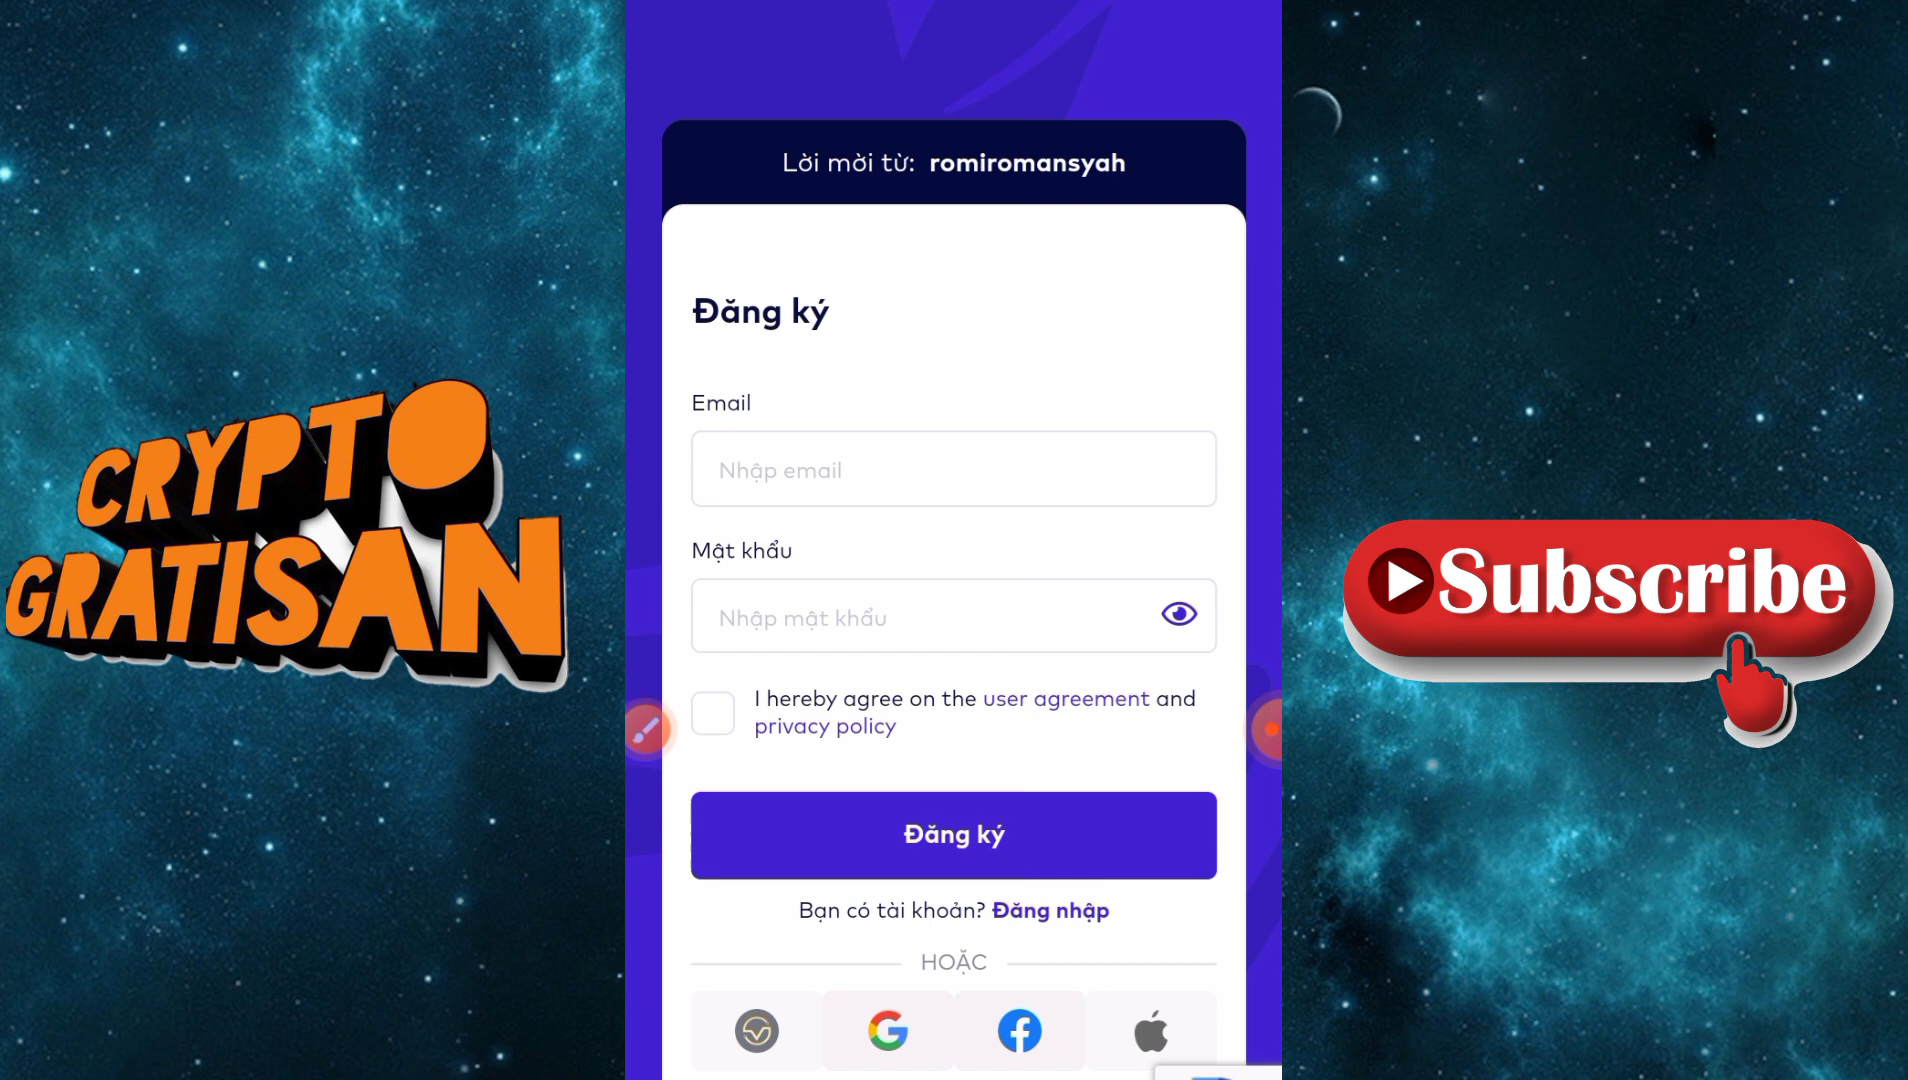 CRYPTO
GRATISAN
Lời mời từ: romiromansyah
Đăng ký
Email
Nhập email
Mật khẩu
Nhập mật khẩu
I hereby agree on the user agreement and
privacy policy
Đăng ký
Bạn có tài khoản? Đăng nhập
HOẶC
Subscribe